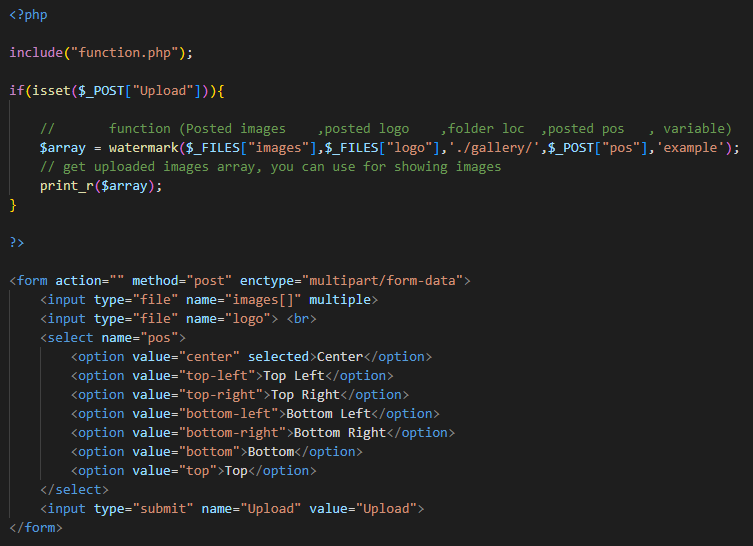 <?php
include("function.php");
if(isset($_POST["Upload"])){
//       function (Posted images    ,posted logo    ,folder loc  ,posted pos   , variable)
$array = watermark($_FILES["images"],$_FILES["logo"],'./gallery/',$_POST["pos"],'example');
// get uploaded images array, you can use for showing images
print_r($array);
}
?>
<form action="" method="post" enctype="multipart/form-data">
<input type="file" name="images[]" multiple>
<input type="file" name="logo"> <br>
<select name="pos">
<option value="center" selected>Center</option>
<option value="top-left">Top Left</option>
<option value="top-right">Top Right</option>
<option value="bottom-left">Bottom Left</option>
<option value="bottom-right">Bottom Right</option>
<option value="bottom">Bottom</option>
<option value="top">Top</option>
</select>
<input type="submit" name="Upload" value="Upload">
</form>